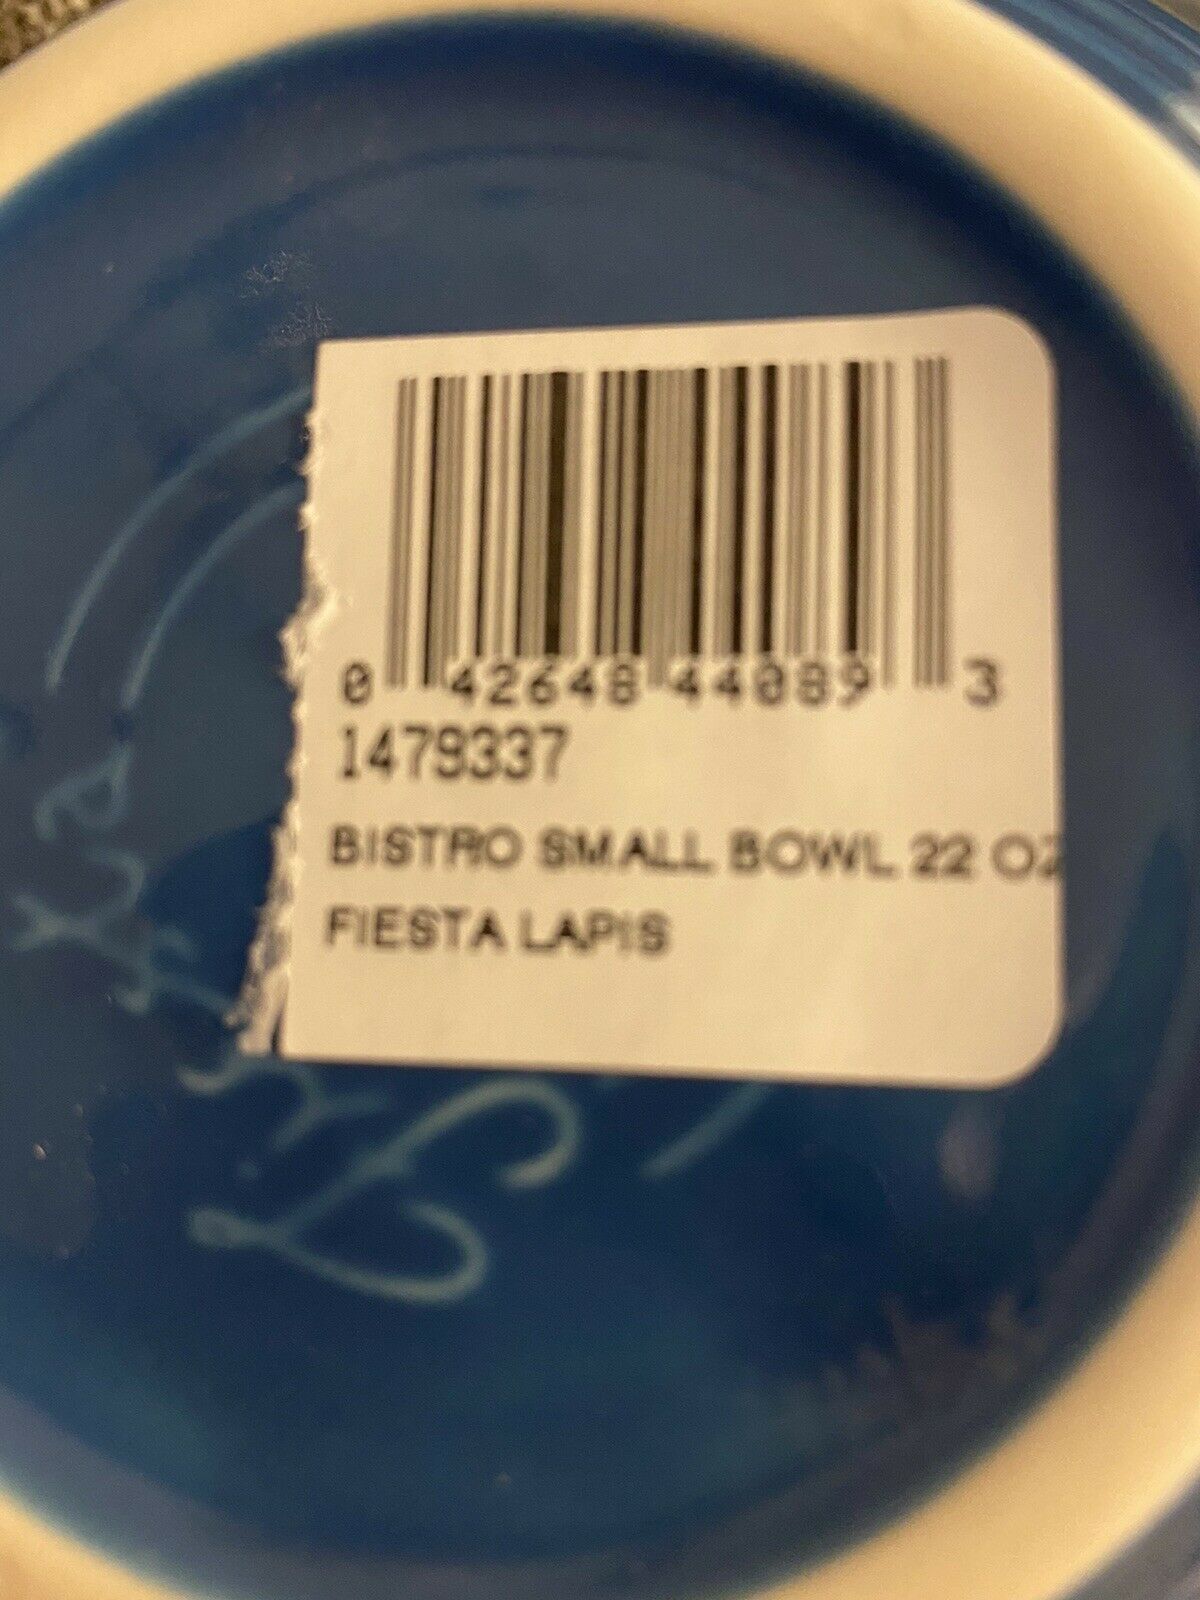 0 42648 44089 3
1479337
BISTRO SMALL BOWL 22 OZ
FIESTA LAPIS